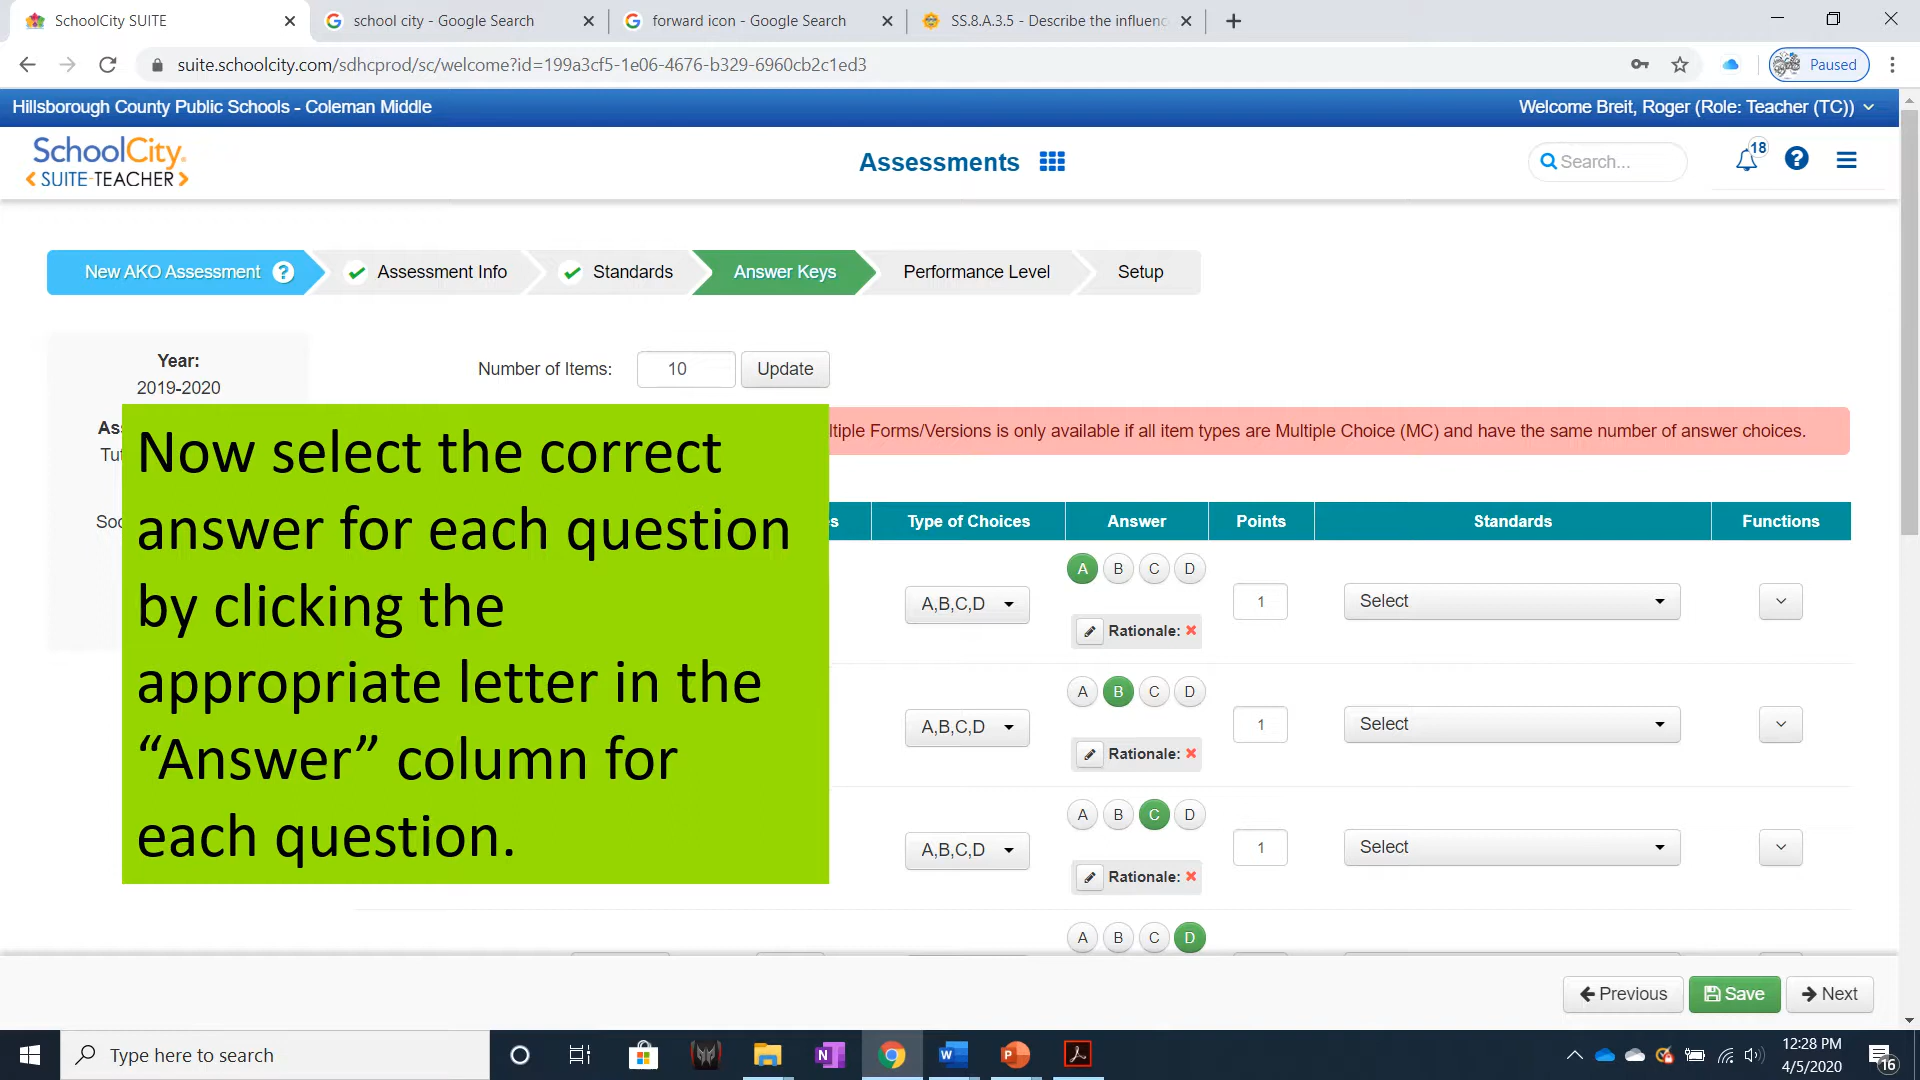 SchoolCity SUITE
school city - Google Search
forward icon - Google Search
SS.8.A.3.5 - Describe the influenc
suite.schoolcity.com/sdhcprod/sc/welcome?id=199a3cf5-1e06-4676-b329-6960cb2c1ed3
Paused
Hillsborough County Public Schools - Coleman Middle
Welcome Breit, Roger (Role: Teacher (TC))
SchoolCity
SUITE-TEACHER
Assessments
Search...
18
New AKO Assessment ?
Assessment Info
Standards
Answer Keys
Performance Level
Setup
Year:
2019-2020
Number of Items: 10 Update
Ass
Tut
Soc
ltiple Forms/Versions is only available if all item types are Multiple Choice (MC) and have the same number of answer choices.
Now select the correct
answer for each question
by clicking the
appropriate letter in the
“Answer” column for
each question.
s Type of Choices Answer Points Standards Functions
A B C D
A,B,C,D 1 Select
Rationale:
A B C D
A,B,C,D 1 Select
Rationale:
A B C D
A,B,C,D 1 Select
Rationale:
A B C D
Previous Save Next
Type here to search
12:28 PM
4/5/2020
16